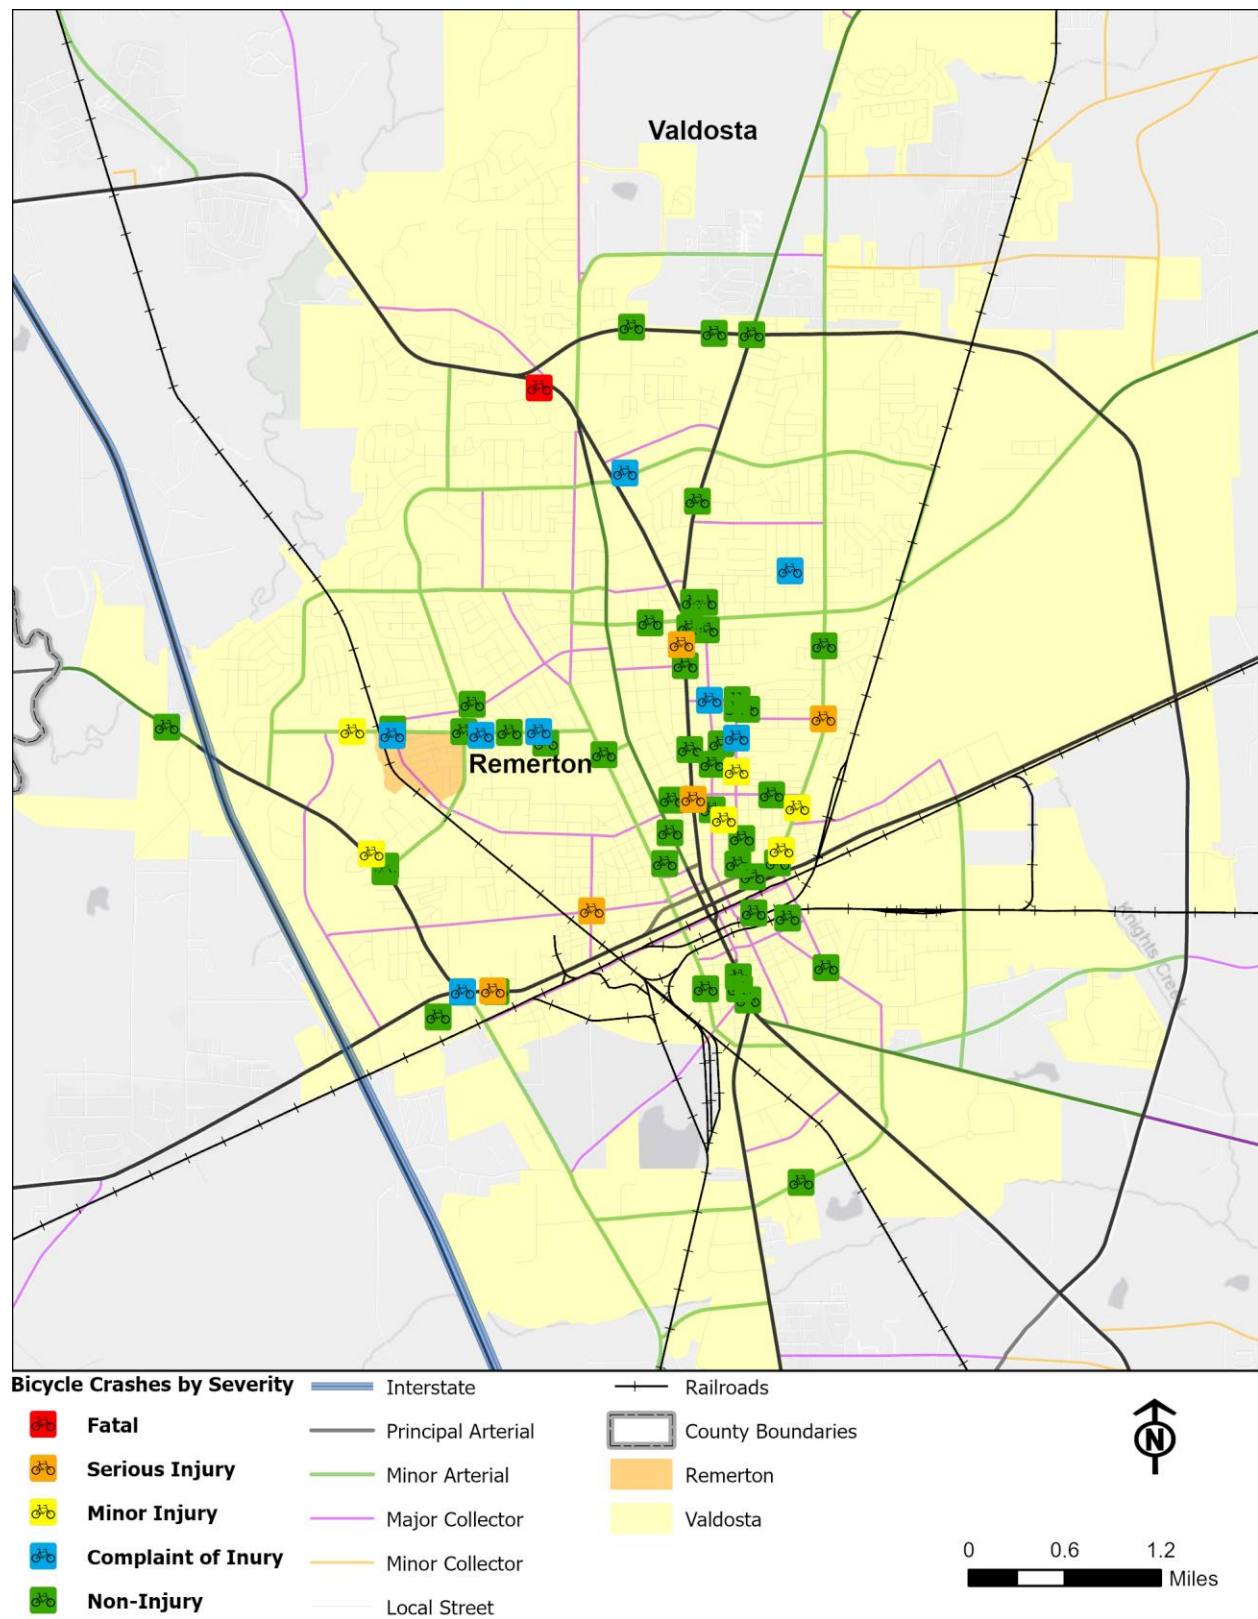 Valdosta
Remerton
Knights Creek
Bicycle Crashes by Severity
Fatal
Serious Injury
Minor Injury
Complaint of Inury
Non-Injury
Interstate
Principal Arterial
Minor Arterial
Major Collector
Minor Collector
Local Street
Railroads
County Boundaries
Remerton
Valdosta
N
0 0.6 1.2
Miles